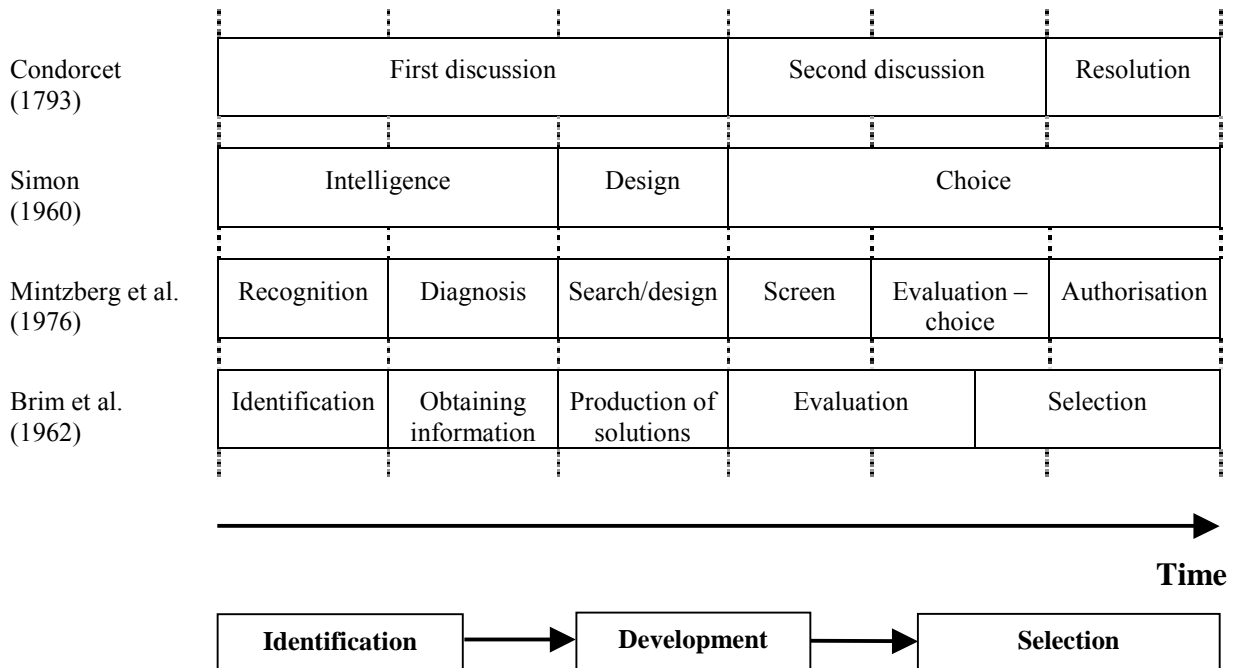 Condorcet
(1793)
First discussion
Second discussion
Resolution
Simon
(1960)
Intelligence
Design
Choice
Mintzberg et al.
(1976)
Recognition
Diagnosis
Search/design
Screen
Evaluation –
choice
Authorisation
Brim et al.
(1962)
Identification
Obtaining
information
Production of
solutions
Evaluation
Selection
Time
Identification
Development
Selection